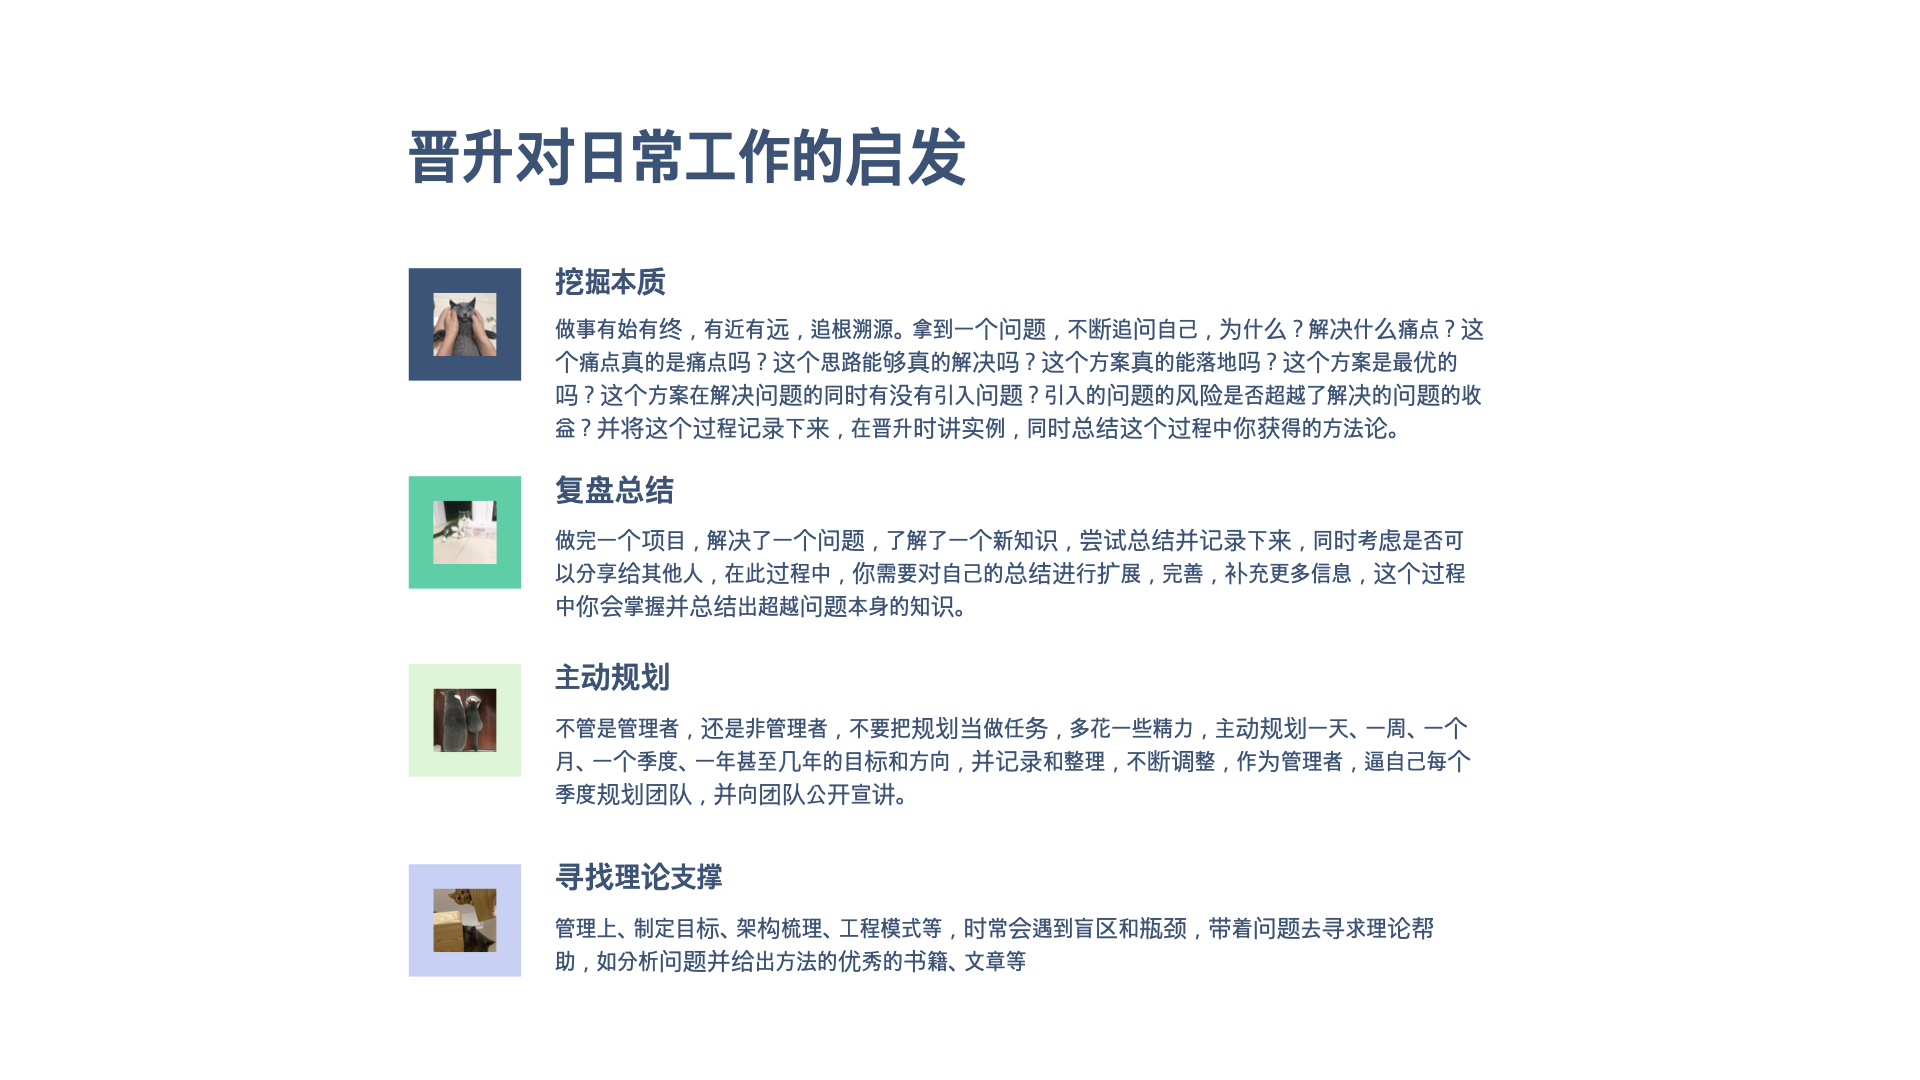 晋升对日常工作的启发
挖掘本质
做事有始有终，有近有远，追根溯源。拿到一个问题，不断追问自己，为什么？解决什么痛点？这
个痛点真的是痛点吗？这个思路能够真的解决吗？这个方案真的能落地吗？这个方案是最优的
吗？这个方案在解决问题的同时有没有引入问题？引入的问题的风险是否超越了解决的问题的收
益？并将这个过程记录下来，在晋升时讲实例，同时总结这个过程中你获得的方法论。
复盘总结
做完一个项目，解决了一个问题，了解了一个新知识，尝试总结并记录下来，同时考虑是否可
以分享给其他人，在此过程中，你需要对自己的总结进行扩展，完善，补充更多信息，这个过程
中你会掌握并总结出超越问题本身的知识。
主动规划
不管是管理者，还是非管理者，不要把规划当做任务，多花一些精力，主动规划一天、一周、一个
月、一个季度、一年甚至几年的目标和方向，并记录和整理，不断调整，作为管理者，逼自己每个
季度规划团队，并向团队公开宣讲。
寻找理论支撑
管理上、制定目标、架构梳理、工程模式等，时常会遇到盲区和瓶颈，带着问题去寻求理论帮
助，如分析问题并给出方法的优秀的书籍、文章等